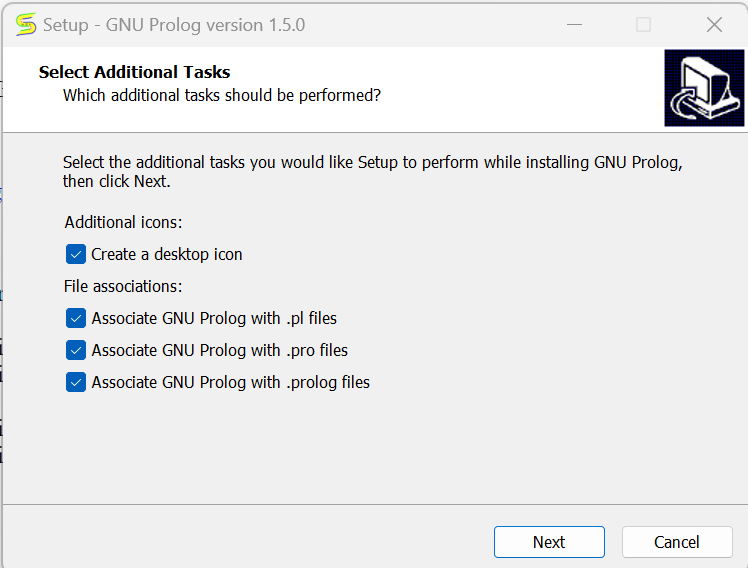 Setup - GNU Prolog version 1.5.0
Select Additional Tasks
Which additional tasks should be performed?
Select the additional tasks you would like Setup to perform while installing GNU Prolog,
then click Next.
Additional icons:
Create a desktop icon
File associations:
Associate GNU Prolog with .pl files
Associate GNU Prolog with .pro files
Associate GNU Prolog with .prolog files
Next
Cancel